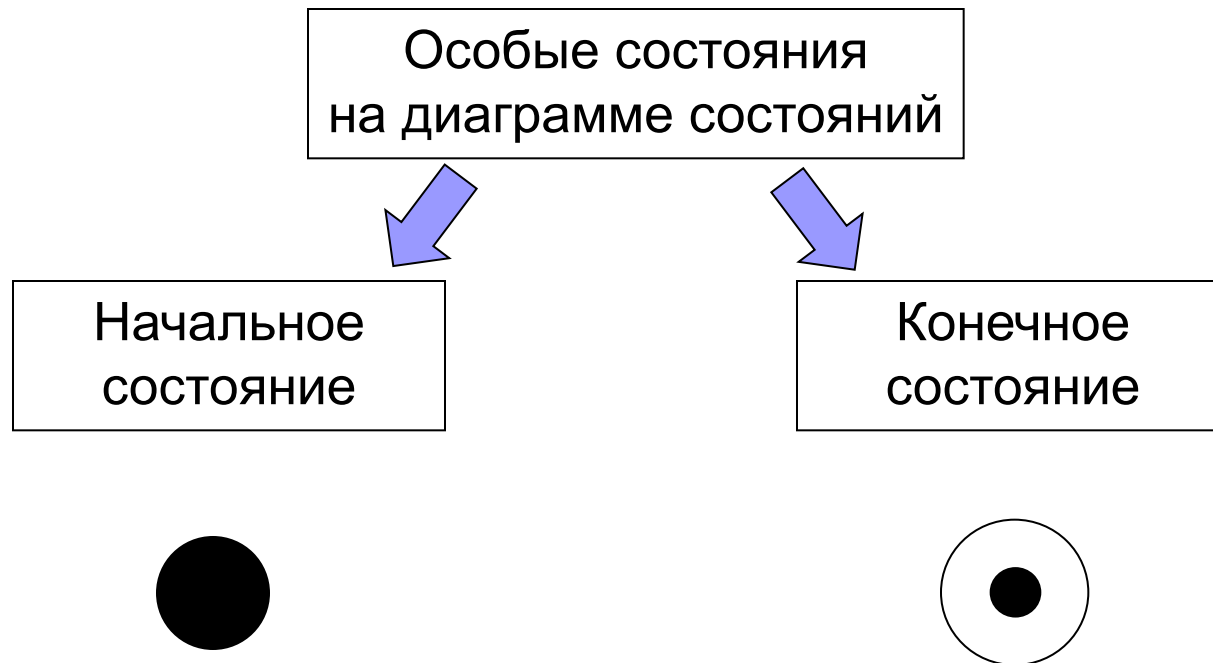 Особые состояния
на диаграмме состояний
Начальное
состояние
Конечное
состояние